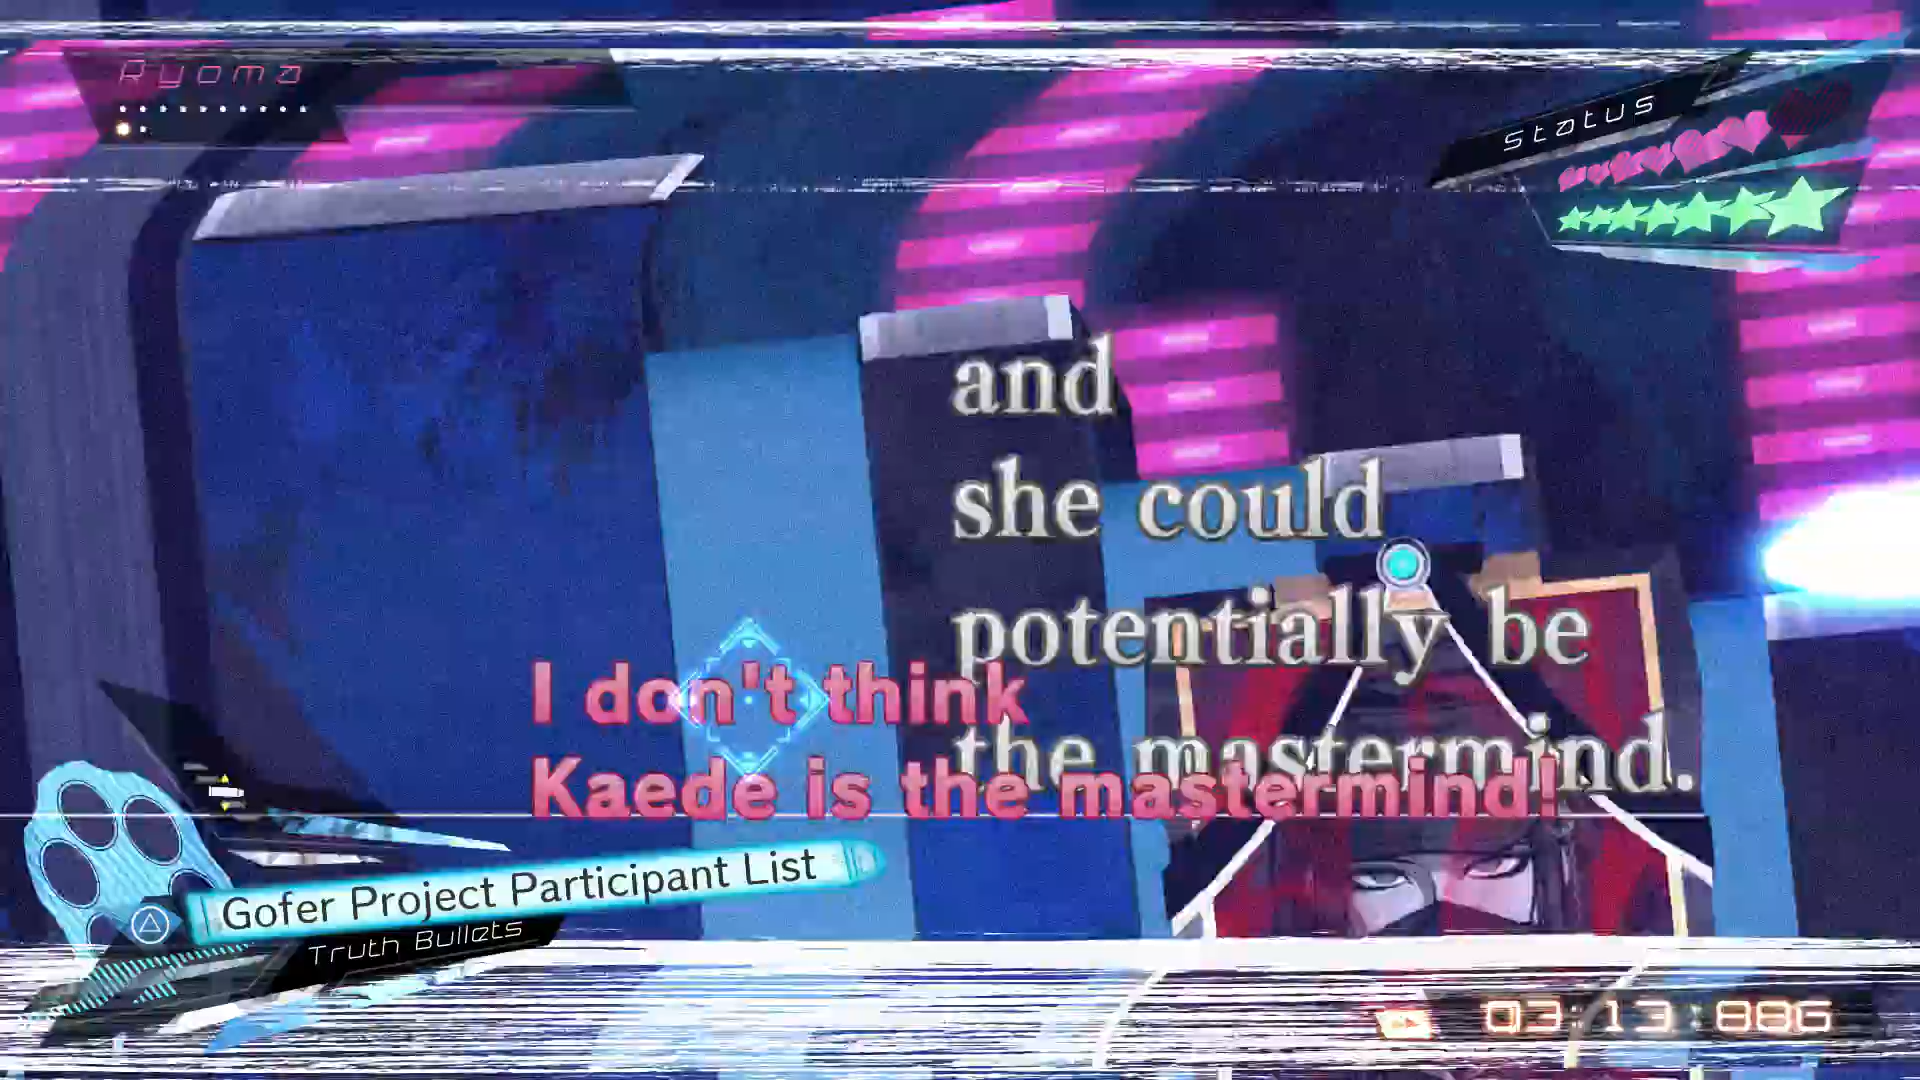 Ryoma
Status
and
she could
potentially be
the mastermind.
I don't think
Kaede is the mastermind!
Gofer Project Participant List
Truth Bullets
03:13:886